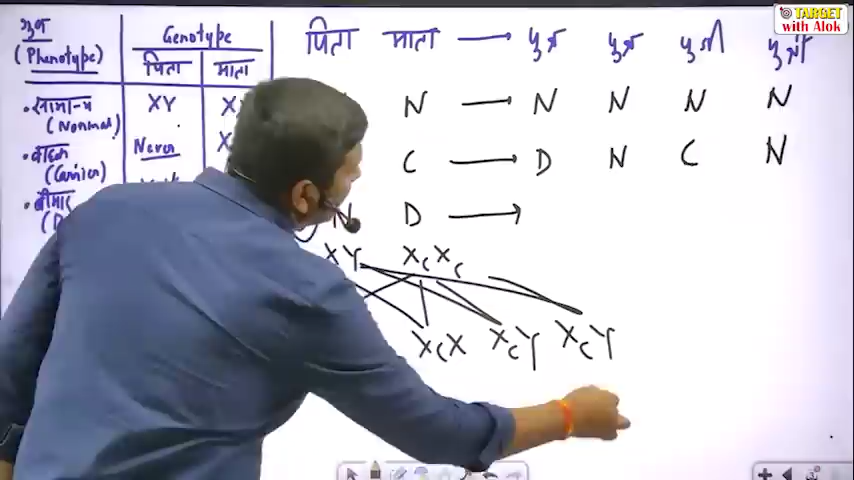 TARGET
with Alok
गुण
(Phenotype)
Genotype
पिता माता
पिता माता → पुत्र पुत्र पुत्री पुत्री
• सामान्य XY
(Normal)
N → N N N N
• वाहक Never
(Carrier)
C → D N C N
• बीमार
N D →
XY XcXc
XcX XcY XcY